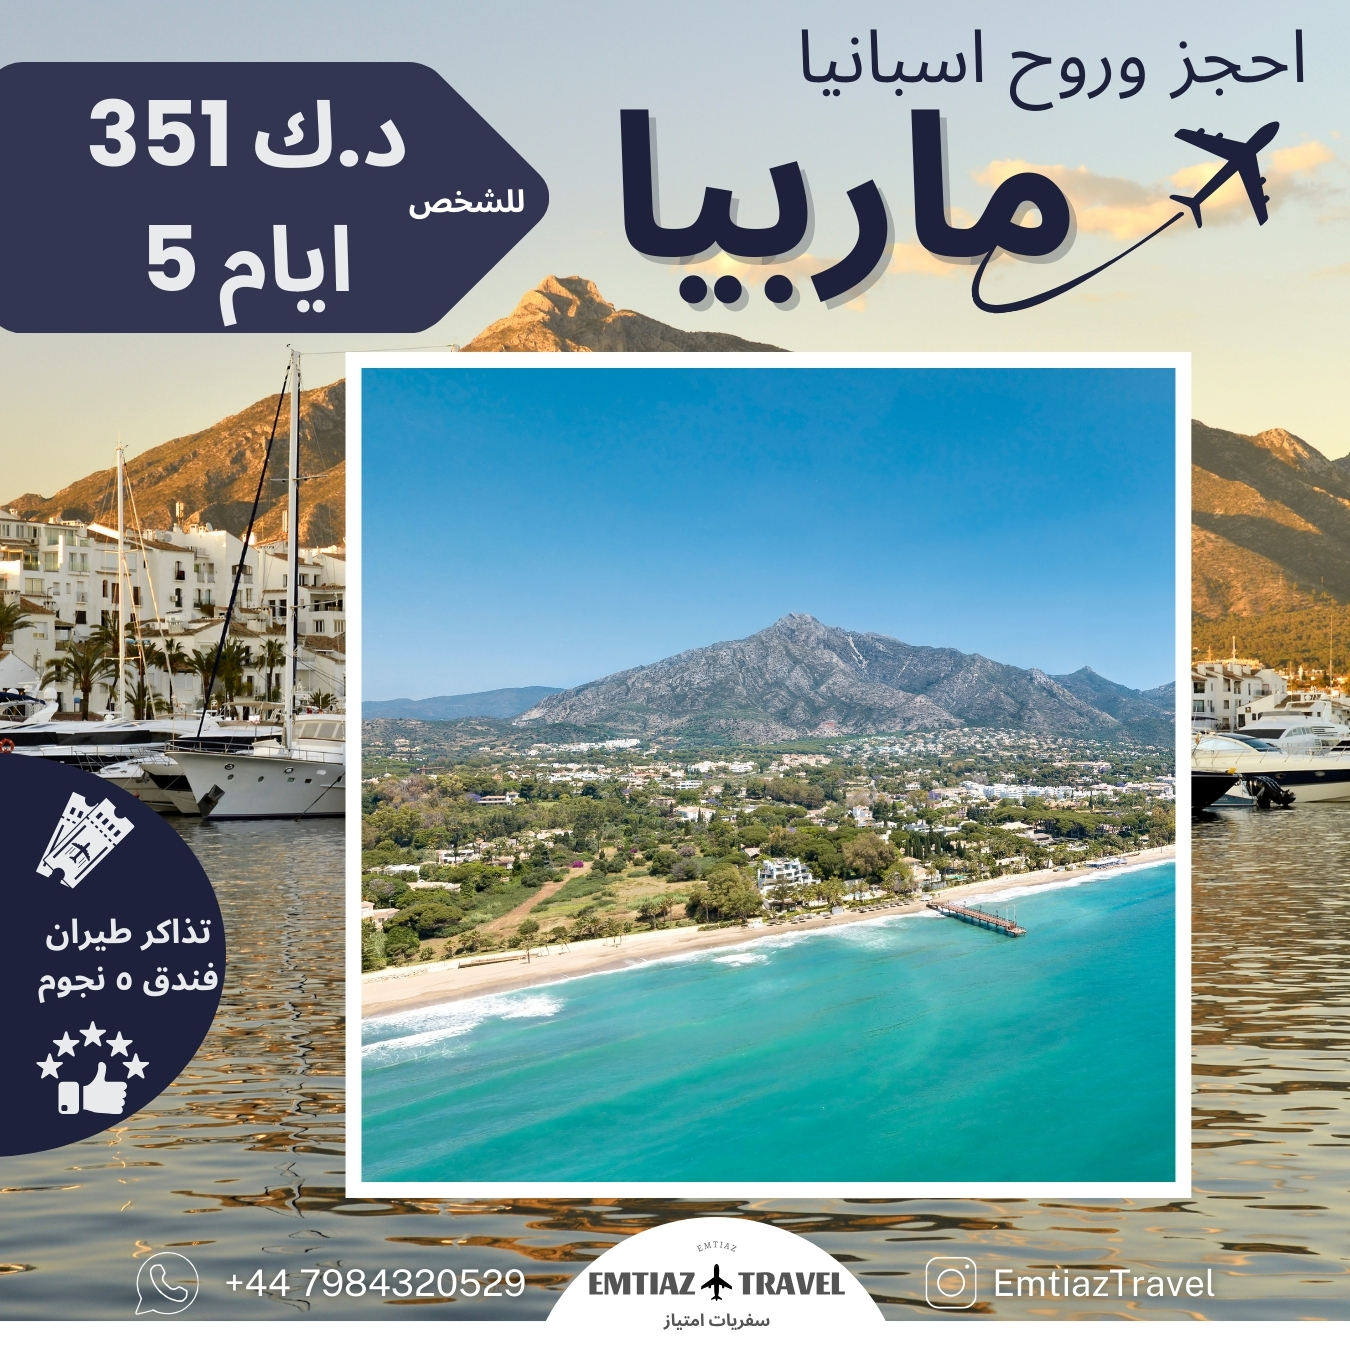 احجز وروح اسبانيا
ماربيا
351 د.ك
للشخص
5 ايام
تذاكر طيران
فندق ٥ نجوم
+44 7984320529
EMTIAZ
EMTIAZ TRAVEL
سفريات امتياز
EmtiazTravel